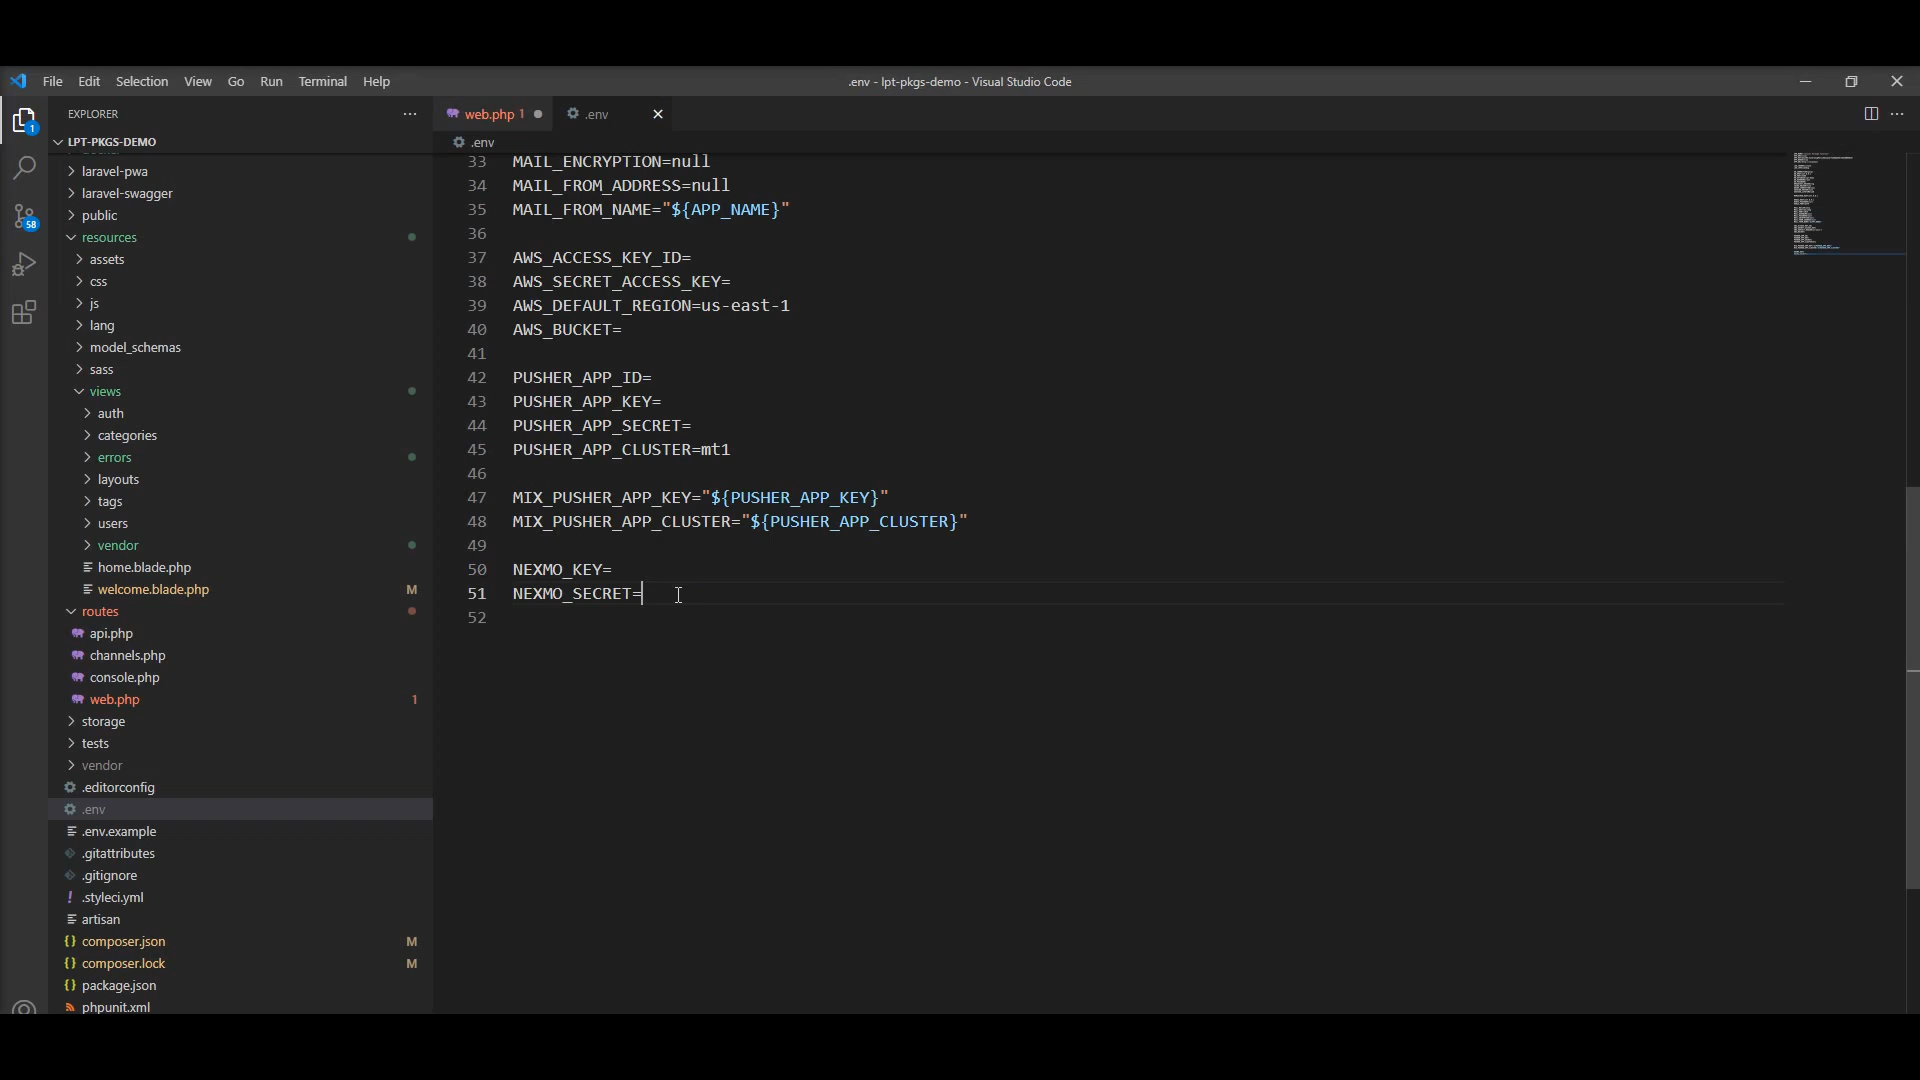 File Edit Selection View Go Run Terminal Help
.env - lpt-pkgs-demo - Visual Studio Code
EXPLORER
web.php 1
.env
LPT-PKGS-DEMO
.env
laravel-pwa
laravel-swagger
public
resources
assets
css
js
lang
model_schemas
sass
views
auth
categories
errors
layouts
tags
users
vendor
home.blade.php
welcome.blade.php M
routes
api.php
channels.php
console.php
web.php 1
storage
tests
vendor
.editorconfig
.env
.env.example
.gitattributes
.gitignore
.styleci.yml
artisan
composer.json M
composer.lock M
package.json
phpunit.xml
1
58
33 MAIL_ENCRYPTION=null
34 MAIL_FROM_ADDRESS=null
35 MAIL_FROM_NAME="${APP_NAME}"
36
37 AWS_ACCESS_KEY_ID=
38 AWS_SECRET_ACCESS_KEY=
39 AWS_DEFAULT_REGION=us-east-1
40 AWS_BUCKET=
41
42 PUSHER_APP_ID=
43 PUSHER_APP_KEY=
44 PUSHER_APP_SECRET=
45 PUSHER_APP_CLUSTER=mt1
46
47 MIX_PUSHER_APP_KEY="${PUSHER_APP_KEY}"
48 MIX_PUSHER_APP_CLUSTER="${PUSHER_APP_CLUSTER}"
49
50 NEXMO_KEY=
51 NEXMO_SECRET=
52